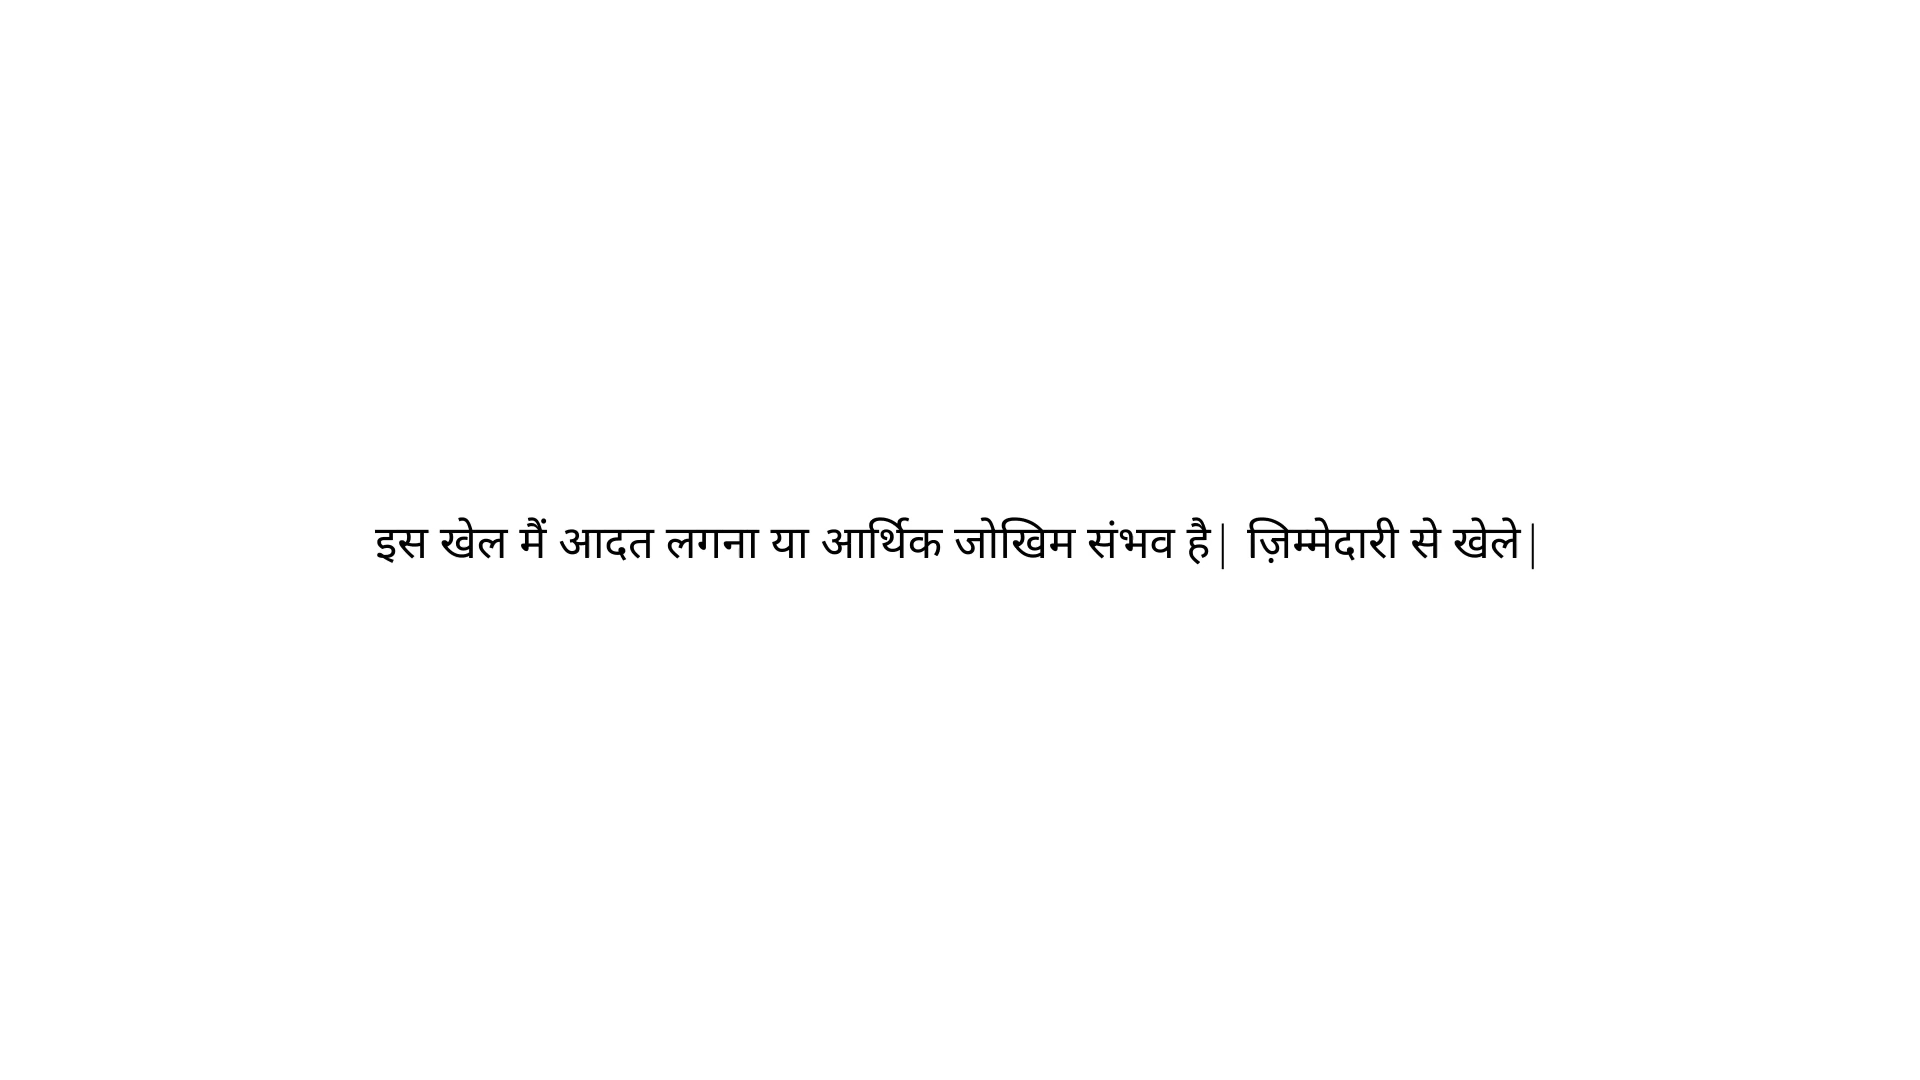 इस खेल मैं आदत लगना या आर्थिक जोखिम संभव है| ज़िम्मेदारी से खेले|